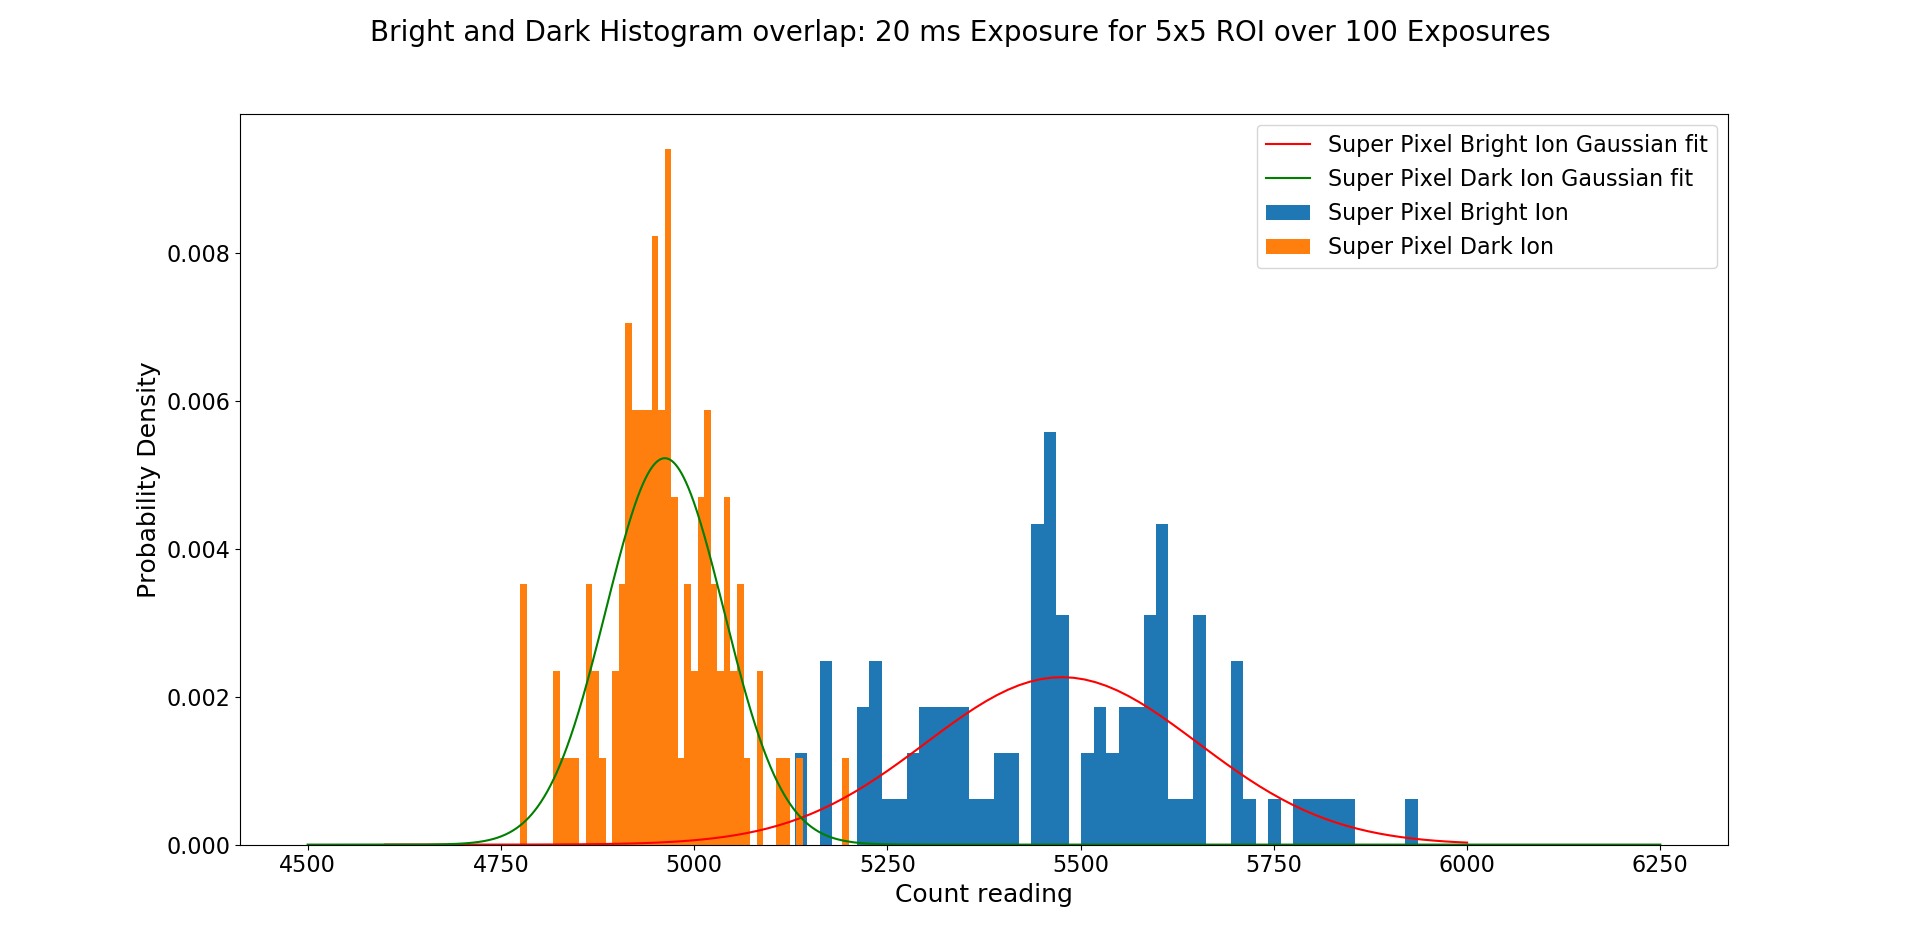 Bright and Dark Histogram overlap: 20 ms Exposure for 5x5 ROI over 100 Exposures
Super Pixel Bright Ion Gaussian fit
Super Pixel Dark Ion Gaussian fit
Super Pixel Bright Ion
Super Pixel Dark Ion
Probability Density
0.008
0.006
0.004
0.002
0.000
4500 4750 5000 5250 5500 5750 6000 6250
Count reading